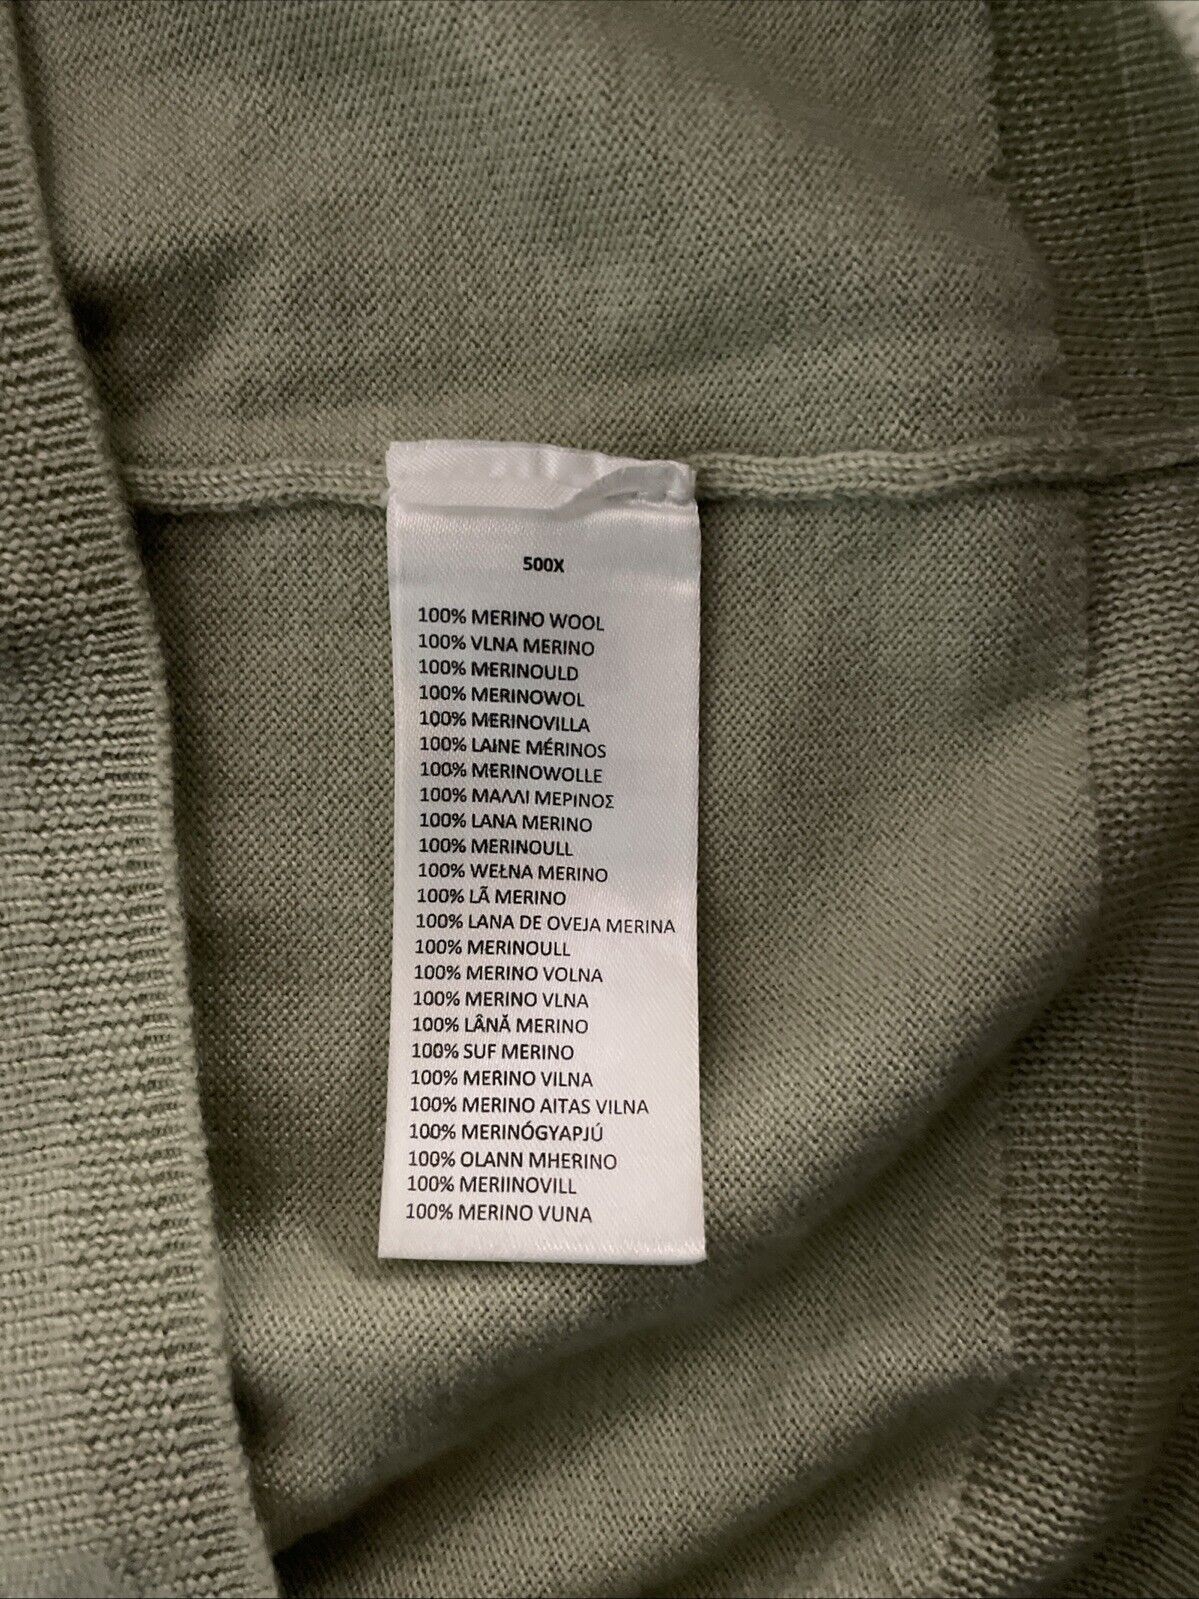 500X
100% MERINO WOOL
100% VLNA MERINO
100% MERINOULD
100% MERINOWOL
100% MERINOVILLA
100% LAINE MÉRINOS
100% MERINOWOLLE
100% ΜΑΛΛΙ ΜΕΡΙΝΟΣ
100% LANA MERINO
100% MERINOULL
100% WEŁNA MERINO
100% LÃ MERINO
100% LANA DE OVEJA MERINA
100% MERINOULL
100% MERINO VOLNA
100% MERINO VLNA
100% LÂNĂ MERINO
100% SUF MERINO
100% MERINO VILNA
100% MERINO AITAS VILNA
100% MERINÓGYAPJÚ
100% OLANN MHERINO
100% MERIINOVILL
100% MERINO VUNA